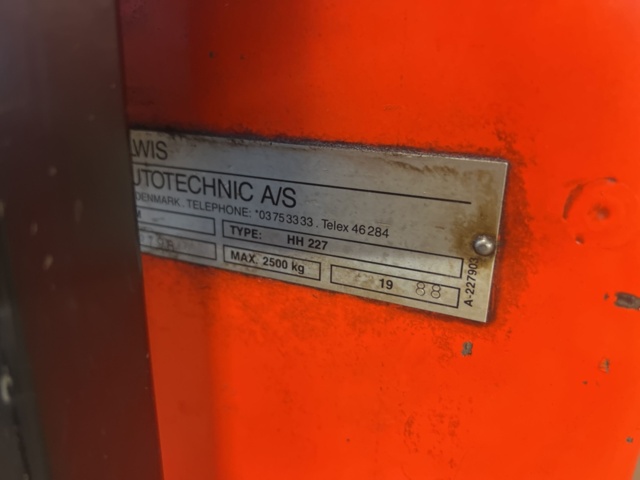 LWIS
UTOTECHNIC A/S
DENMARK . TELEPHONE: *03753333 . Telex 46284
M TYPE: HH 227
MAX. 2500 kg 19 88
A-227903